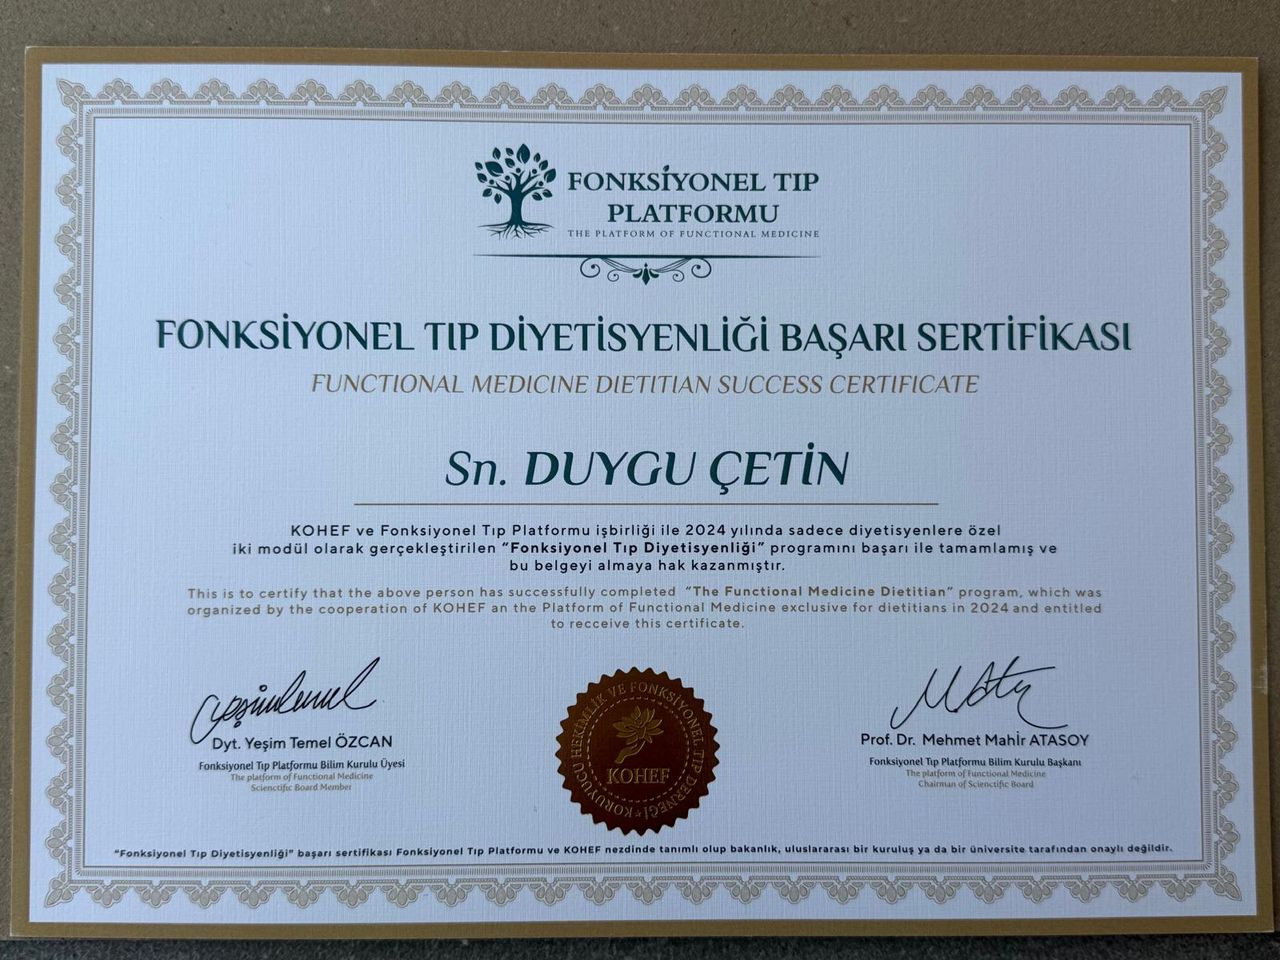 FONKSİYONEL TIP
PLATFORMU
THE PLATFORM OF FUNCTIONAL MEDICINE
FONKSİYONEL TIP DİYETİSYENLİĞİ BAŞARI SERTİFİKASI
FUNCTIONAL MEDICINE DIETITIAN SUCCESS CERTIFICATE
Sn. DUYGU ÇETİN
KOHEF ve Fonksiyonel Tıp Platformu işbirliği ile 2024 yılında sadece diyetisyenlere özel
iki modül olarak gerçekleştirilen "Fonksiyonel Tıp Diyetisyenliği" programını başarı ile tamamlamış ve
bu belgeyi almaya hak kazanmıştır.
This is to certify that the above person has successfully completed "The Functional Medicine Dietitian" program, which was
organized by the cooperation of KOHEF an the Platform of Functional Medicine exclusive for dietitians in 2024 and entitled
to recceive this certificate.
Dyt. Yeşim Temel ÖZCAN
Fonksiyonel Tıp Platformu Bilim Kurulu Üyesi
The platform of Functional Medicine
Scienctific Board Member
KORUYUCU HEKİMLİK VE FONKSİYONEL TIP DERNEĞİ
KOHEF
Prof. Dr. Mehmet Mahir ATASOY
Fonksiyonel Tıp Platformu Bilim Kurulu Başkanı
The platform of Functional Medicine
Chairman of Scienctific Board
"Fonksiyonel Tıp Diyetisyenliği" başarı sertifikası Fonksiyonel Tıp Platformu ve KOHEF nezdinde tanımlı olup bakanlık, uluslararası bir kuruluş ya da bir üniversite tarafından onaylı değildir.